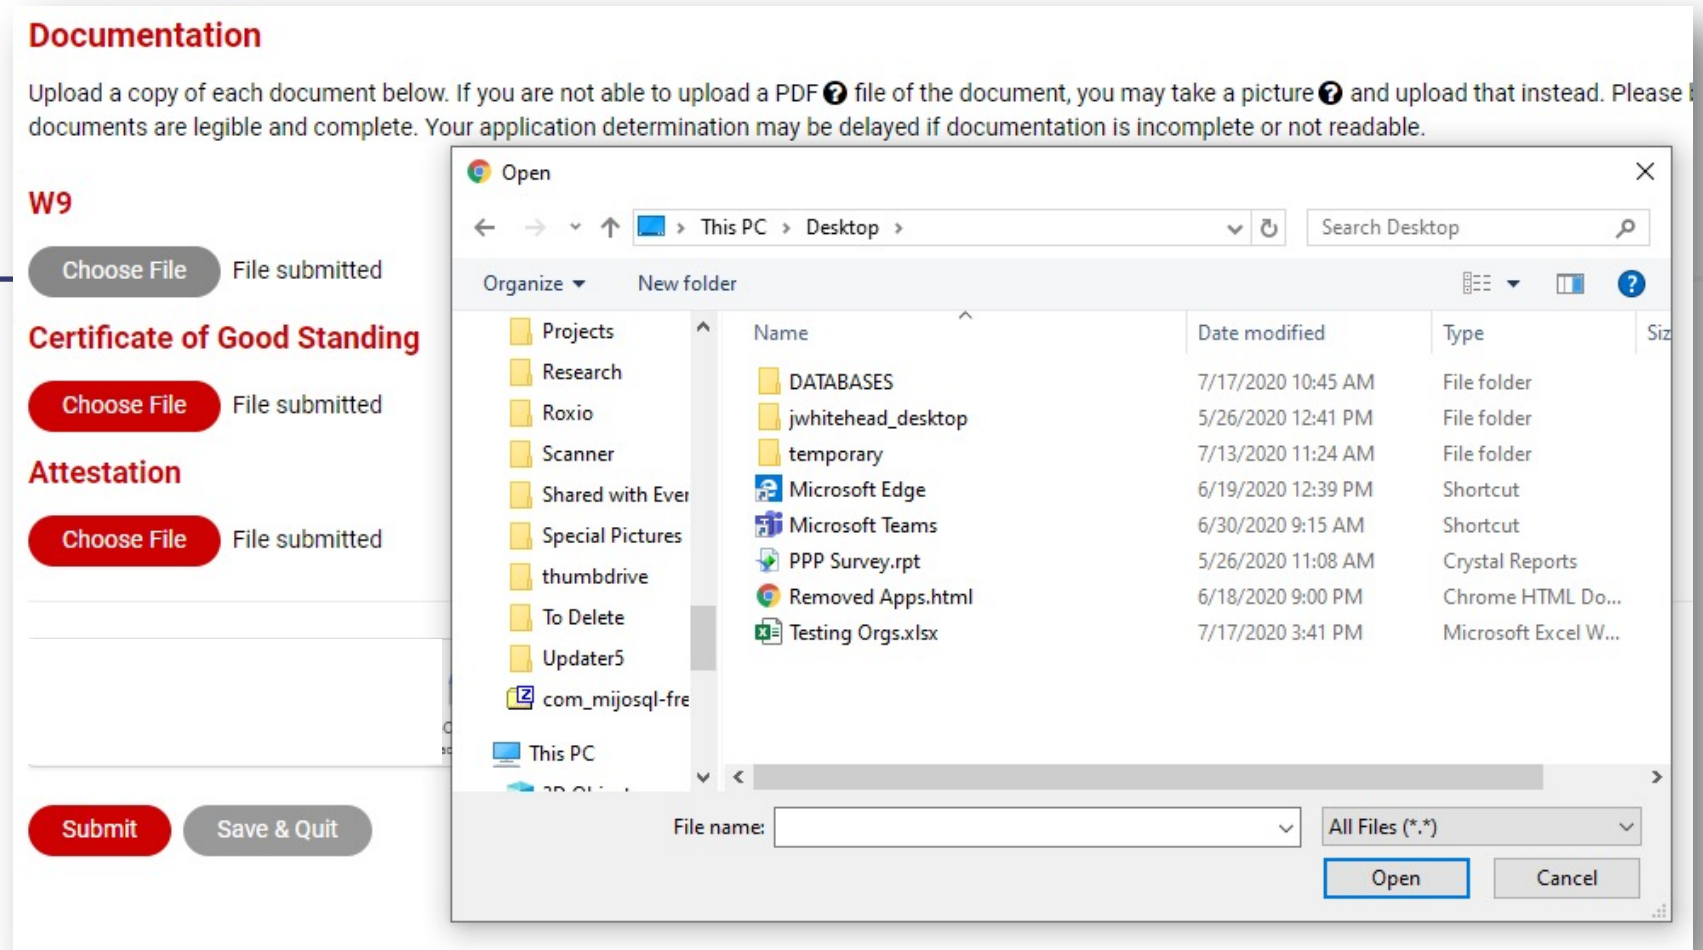 Documentation
Upload a copy of each document below. If you are not able to upload a PDF ? file of the document, you may take a picture ? and upload that instead. Please
documents are legible and complete. Your application determination may be delayed if documentation is incomplete or not readable.
W9
Choose File File submitted
Certificate of Good Standing
Choose File File submitted
Attestation
Choose File File submitted
Submit Save & Quit
Open
This PC > Desktop >
Search Desktop
Organize New folder
?
Projects
Research
Roxio
Scanner
Shared with Ever
Special Pictures
thumbdrive
To Delete
Updater5
com_mijosql-fre
This PC
Name Date modified Type Siz
DATABASES 7/17/2020 10:45 AM File folder
jwhitehead_desktop 5/26/2020 12:41 PM File folder
temporary 7/13/2020 11:24 AM File folder
Microsoft Edge 6/19/2020 12:39 PM Shortcut
Microsoft Teams 6/30/2020 9:15 AM Shortcut
PPP Survey.rpt 5/26/2020 11:08 AM Crystal Reports
Removed Apps.html 6/18/2020 9:00 PM Chrome HTML Do...
Testing Orgs.xlsx 7/17/2020 3:41 PM Microsoft Excel W...
File name: All Files (*.*)
Open Cancel